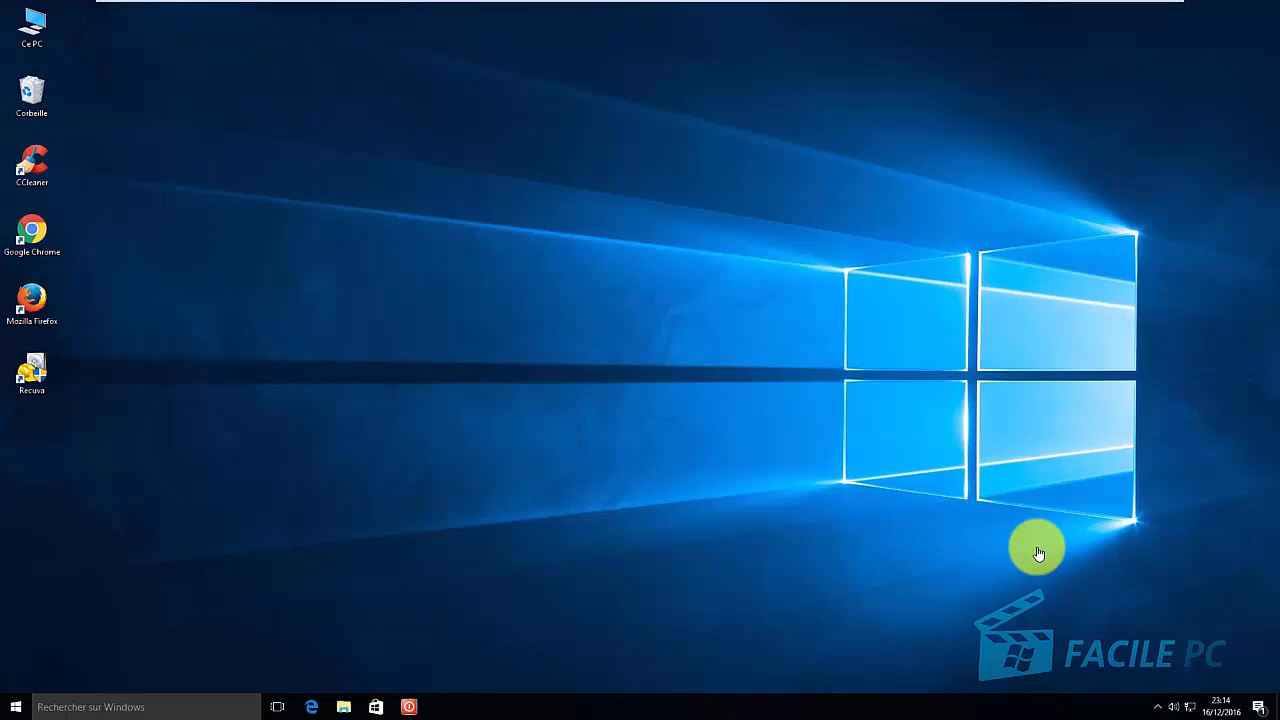 Ce PC
Corbeille
CCleaner
Google Chrome
Mozilla Firefox
Recuva
FACILE PC
Rechercher sur Windows
23:14
16/12/2016
1